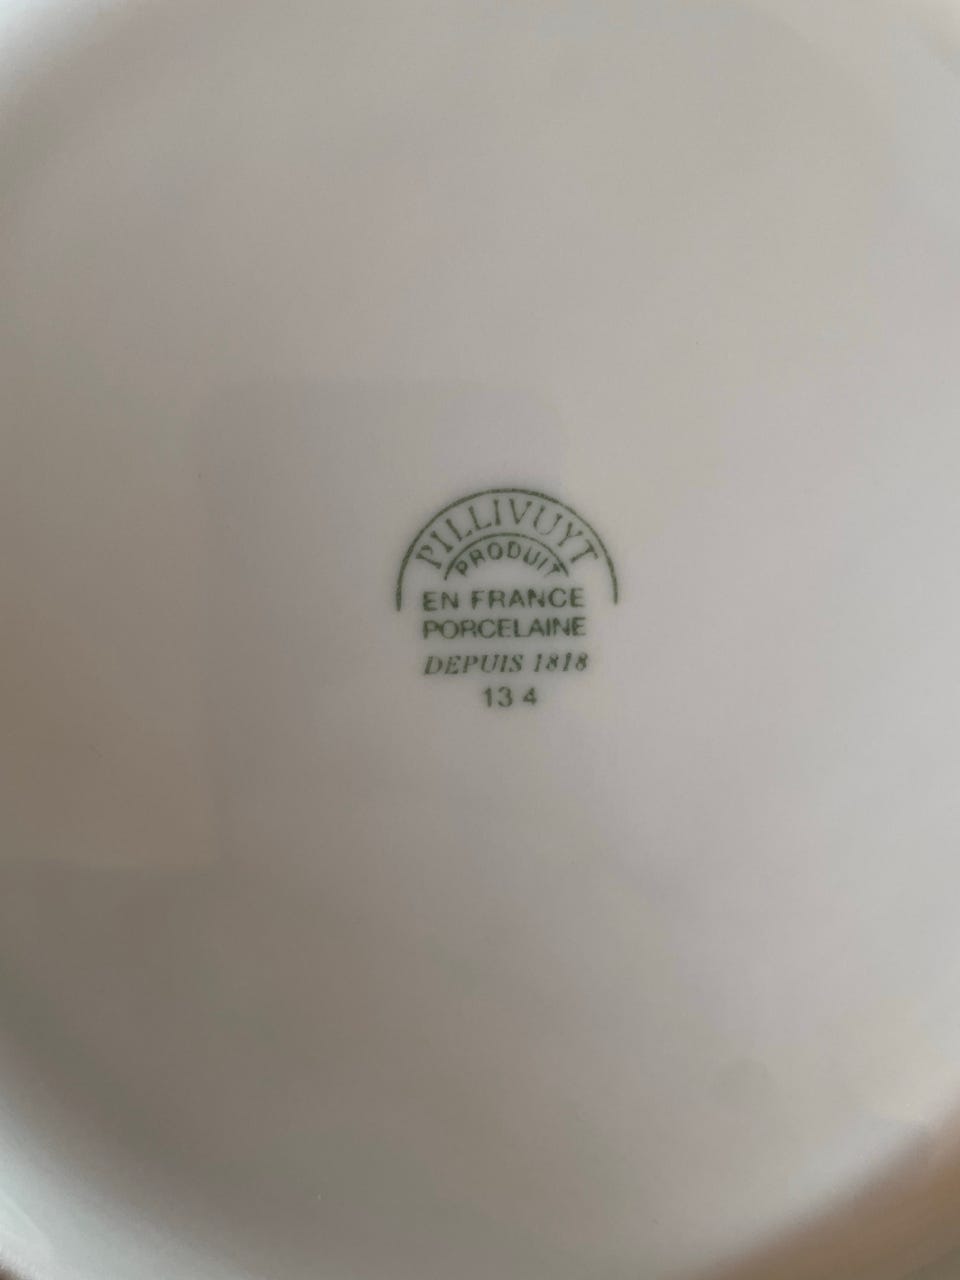 PILLIVUYT
PRODUIT
EN FRANCE
PORCELAINE
DEPUIS 1818
13 4